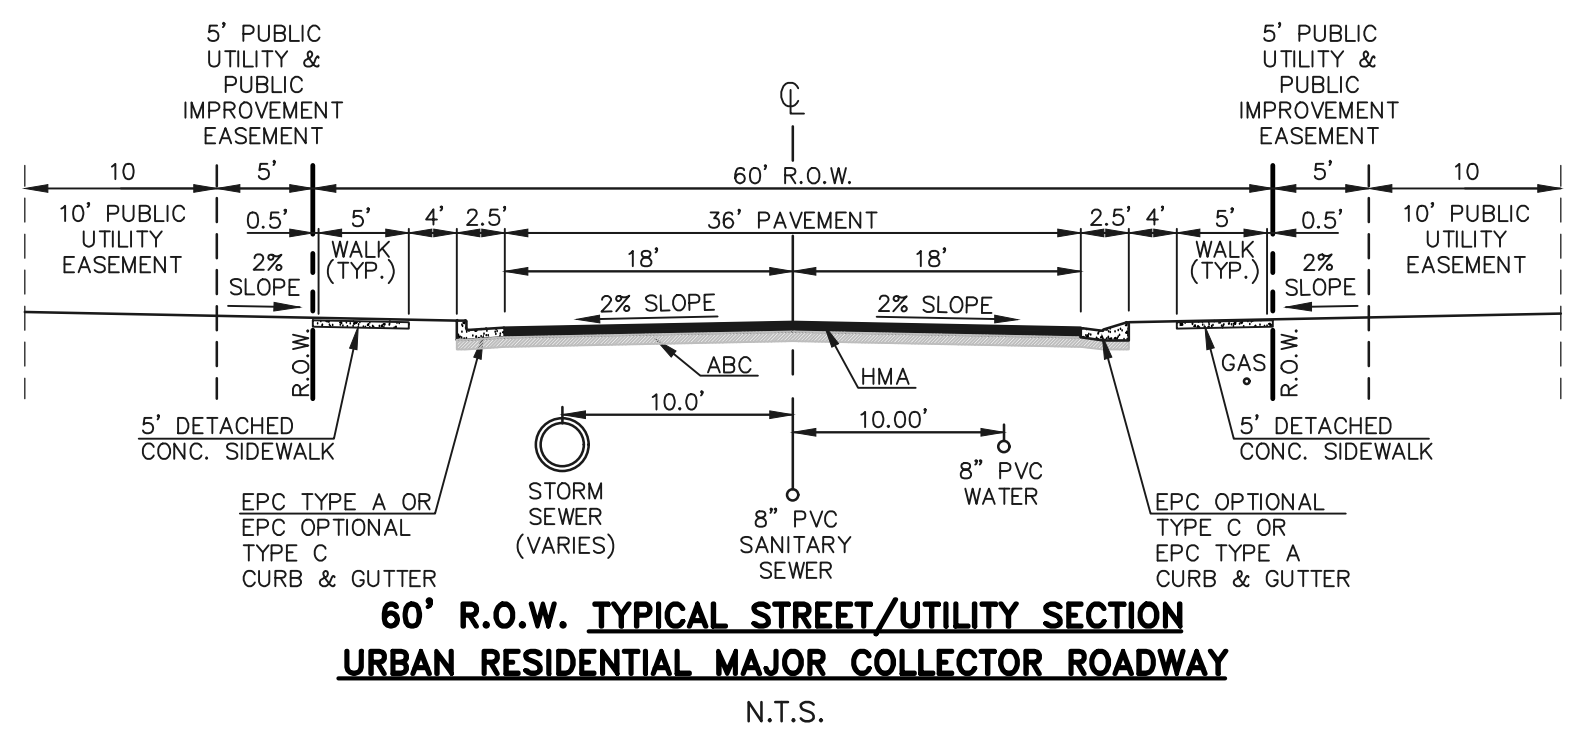 5' PUBLIC
UTILITY &
PUBLIC
IMPROVEMENT
EASEMENT
℄
5' PUBLIC
UTILITY &
PUBLIC
IMPROVEMENT
EASEMENT
10
5'
60' R.O.W.
5'
10
10' PUBLIC
UTILITY
EASEMENT
0.5'
5'
WALK
(TYP.)
4'
2.5'
36' PAVEMENT
2.5'
4'
5'
WALK
(TYP.)
0.5'
10' PUBLIC
UTILITY
EASEMENT
2%
SLOPE
18'
18'
2%
SLOPE
2% SLOPE
2% SLOPE
R.O.W.
ABC
HMA
GAS
R.O.W.
10.0'
10.00'
5' DETACHED
CONC. SIDEWALK
5' DETACHED
CONC. SIDEWALK
8" PVC
WATER
STORM
SEWER
(VARIES)
8" PVC
SANITARY
SEWER
EPC TYPE A OR
EPC OPTIONAL
TYPE C
CURB & GUTTER
EPC OPTIONAL
TYPE C OR
EPC TYPE A
CURB & GUTTER
60' R.O.W. TYPICAL STREET/UTILITY SECTION
URBAN RESIDENTIAL MAJOR COLLECTOR ROADWAY
N.T.S.